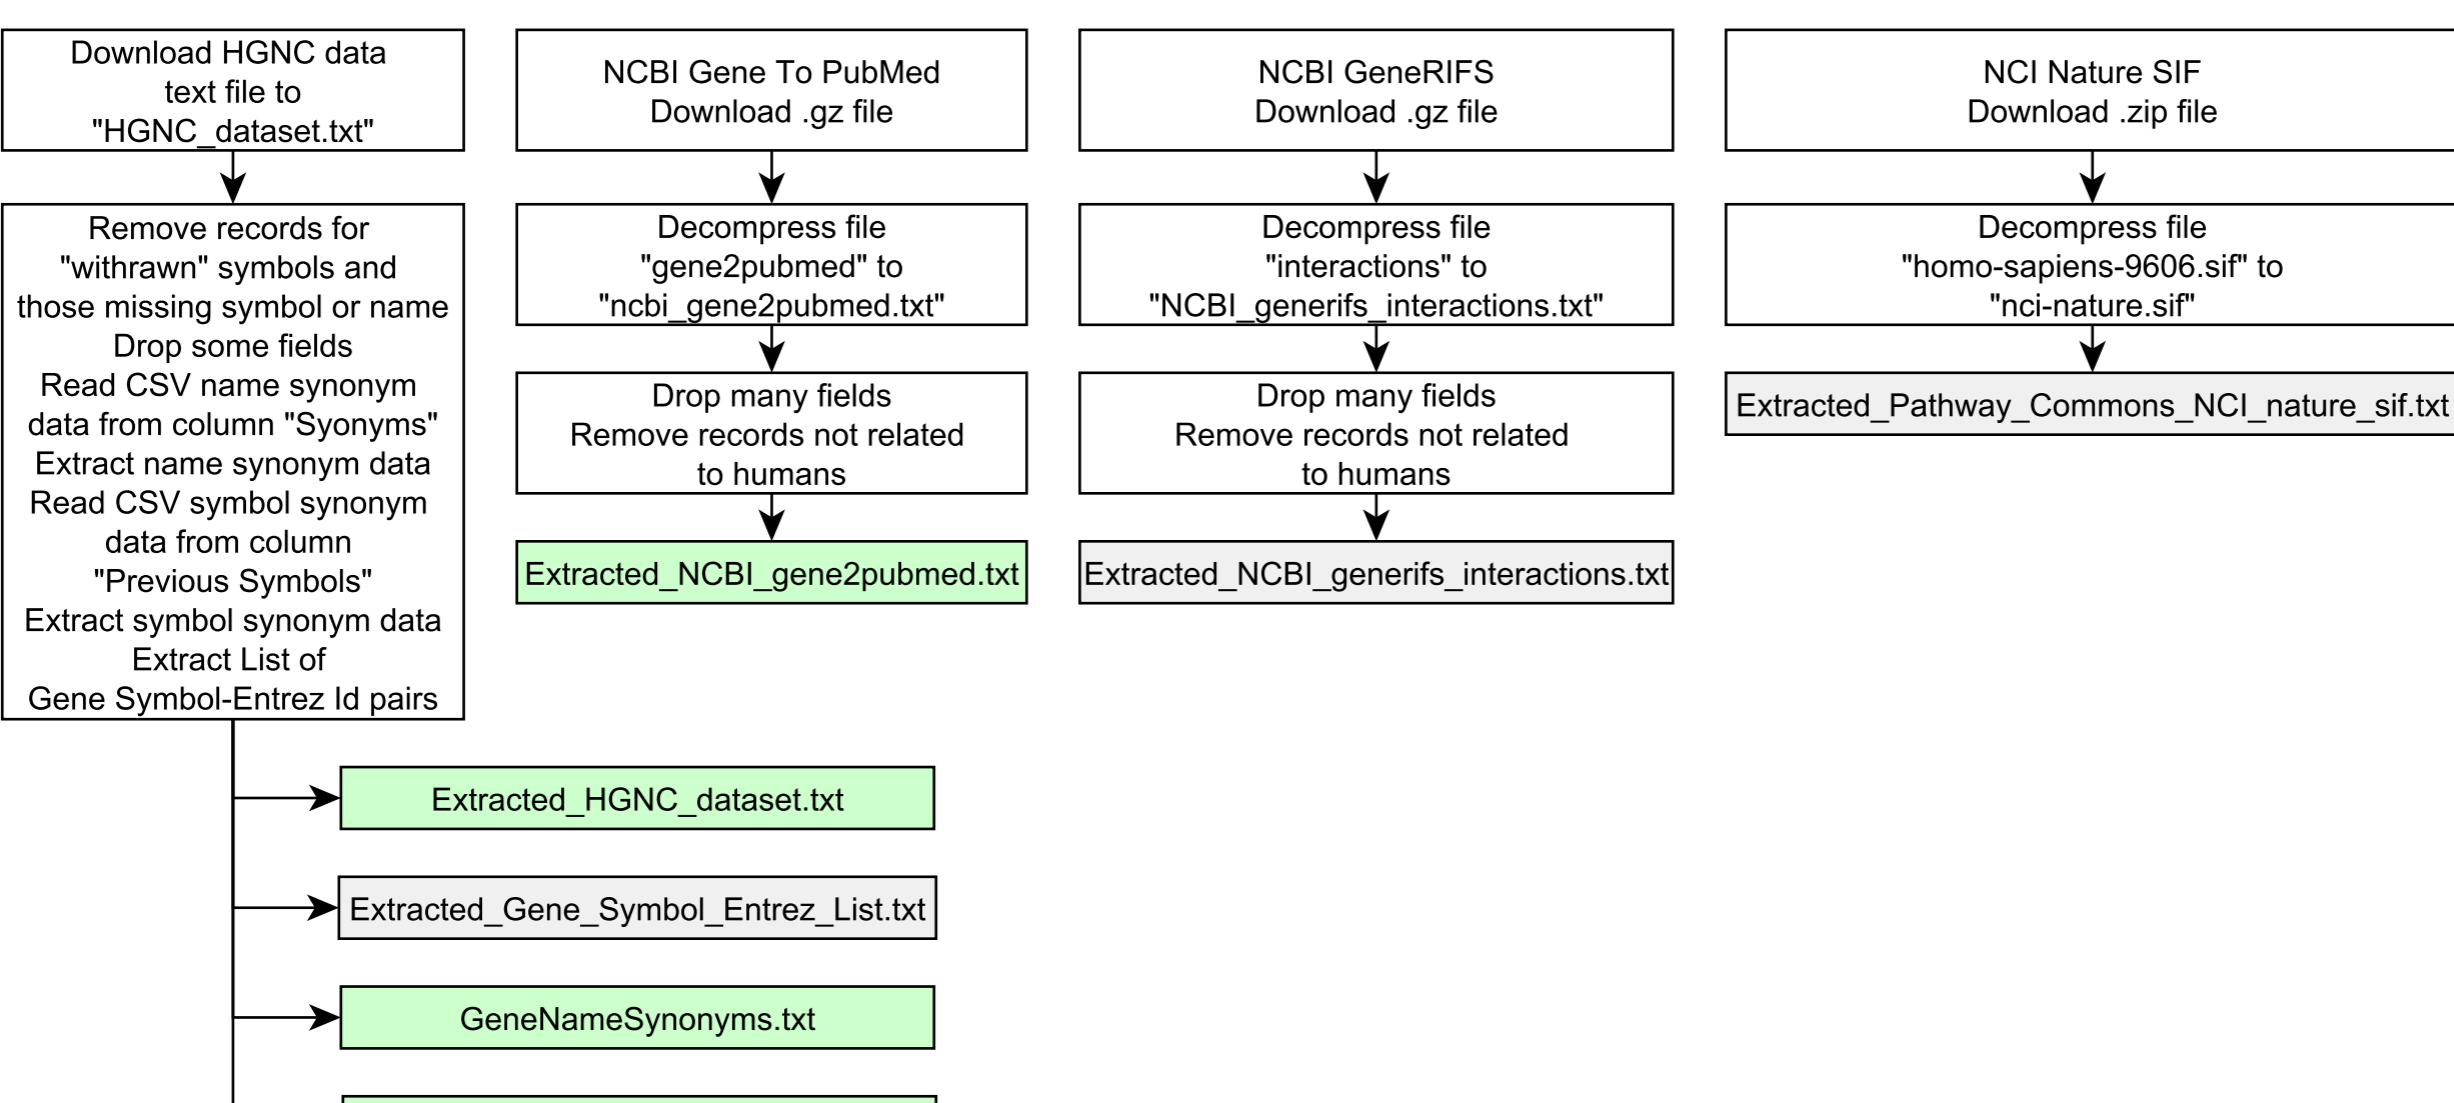 Download HGNC data
text file to
"HGNC_dataset.txt"
Remove records for
"withrawn" symbols and
those missing symbol or name
Drop some fields
Read CSV name synonym
data from column "Syonyms"
Extract name synonym data
Read CSV symbol synonym
data from column
"Previous Symbols"
Extract symbol synonym data
Extract List of
Gene Symbol-Entrez Id pairs
Extracted_HGNC_dataset.txt
Extracted_Gene_Symbol_Entrez_List.txt
GeneNameSynonyms.txt
NCBI Gene To PubMed
Download .gz file
Decompress file
"gene2pubmed" to
"ncbi_gene2pubmed.txt"
Drop many fields
Remove records not related
to humans
Extracted_NCBI_gene2pubmed.txt
NCBI GeneRIFS
Download .gz file
Decompress file
"interactions" to
"NCBI_generifs_interactions.txt"
Drop many fields
Remove records not related
to humans
Extracted_NCBI_generifs_interactions.txt
NCI Nature SIF
Download .zip file
Decompress file
"homo-sapiens-9606.sif" to
"nci-nature.sif"
Extracted_Pathway_Commons_NCI_nature_sif.txt